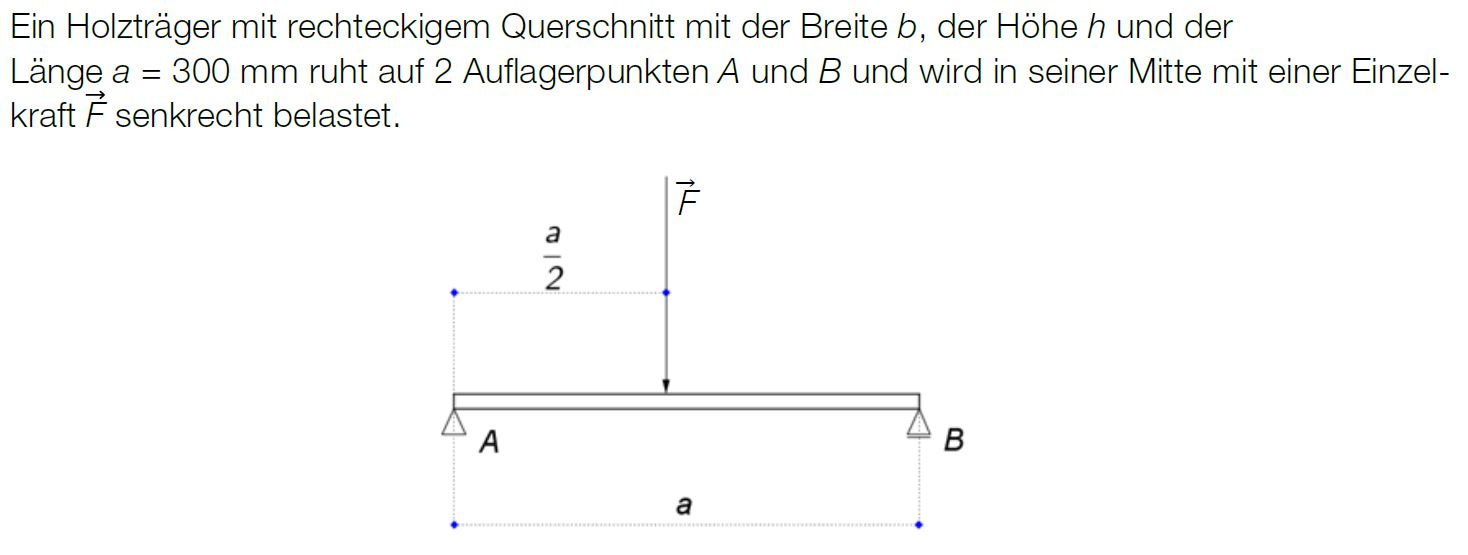 Ein Holzträger mit rechteckigem Querschnitt mit der Breite b, der Höhe h und der
Länge a = 300 mm ruht auf 2 Auflagerpunkten A und B und wird in seiner Mitte mit einer Einzel-
kraft F⃗ senkrecht belastet.
F⃗
a
2
A
B
a